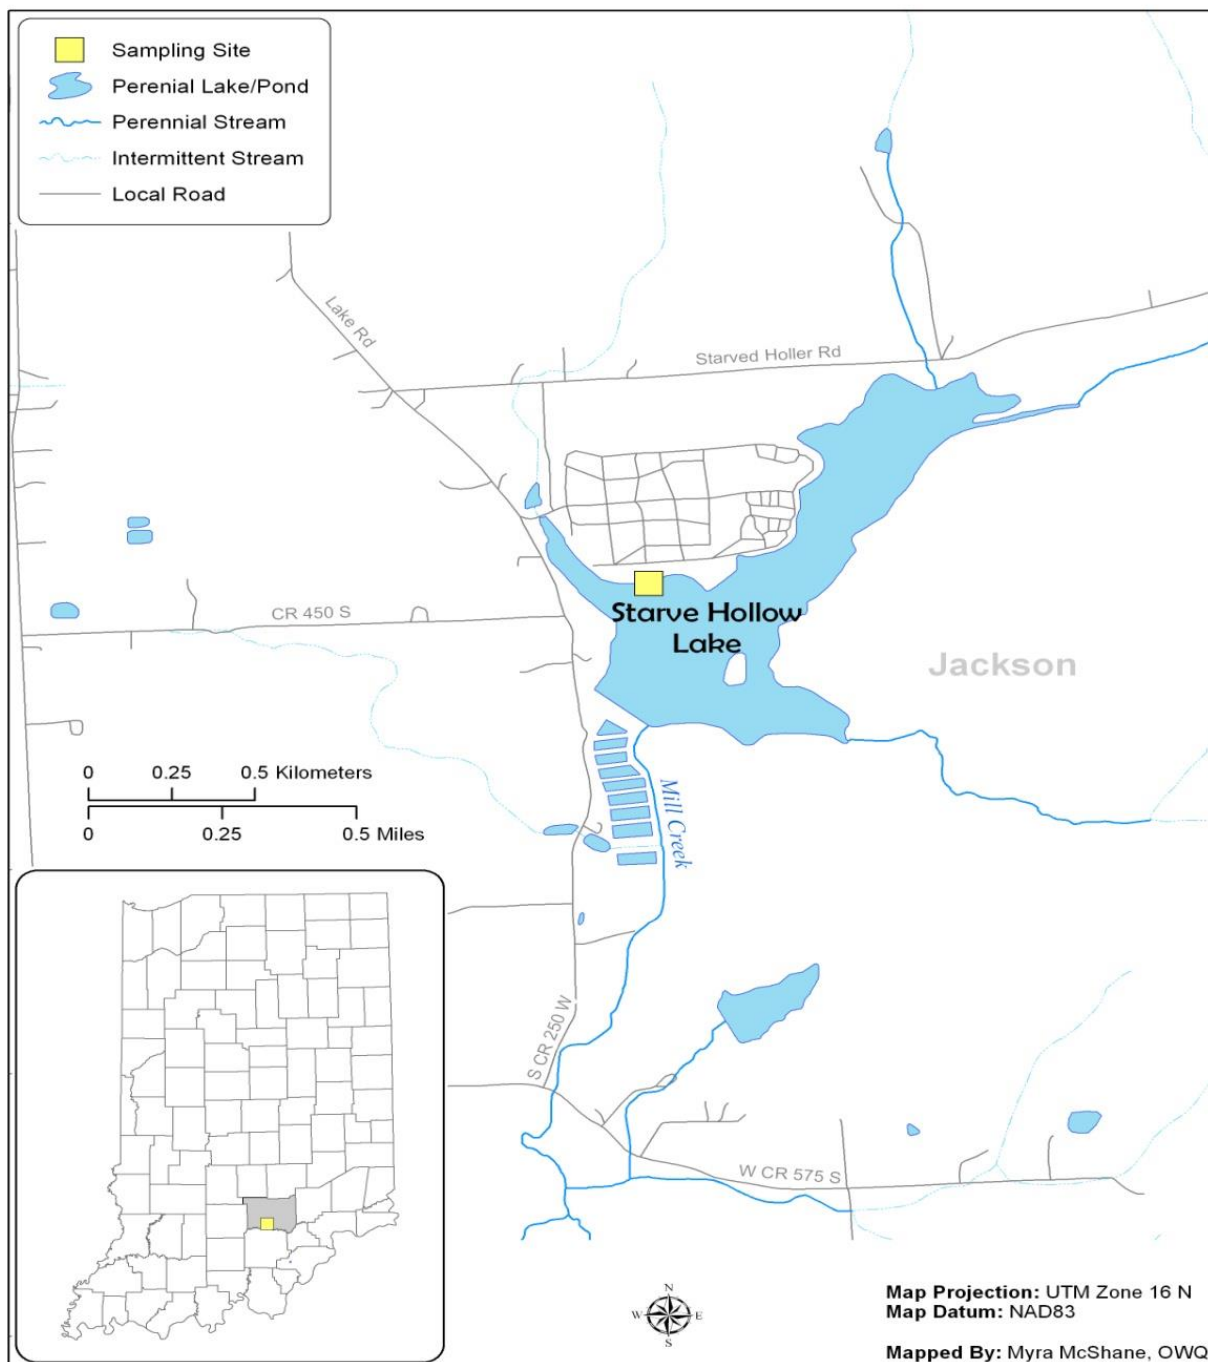 Sampling Site
Perenial Lake/Pond
Perennial Stream
Intermittent Stream
Local Road
Lake Rd
Starved Holler Rd
CR 450 S
Starve Hollow
Lake
Jackson
0 0.25 0.5 Kilometers
0 0.25 0.5 Miles
Mill Creek
S CR 250 W
W CR 575 S
N
W E
S
Map Projection: UTM Zone 16 N
Map Datum: NAD83
Mapped By: Myra McShane, OWQ